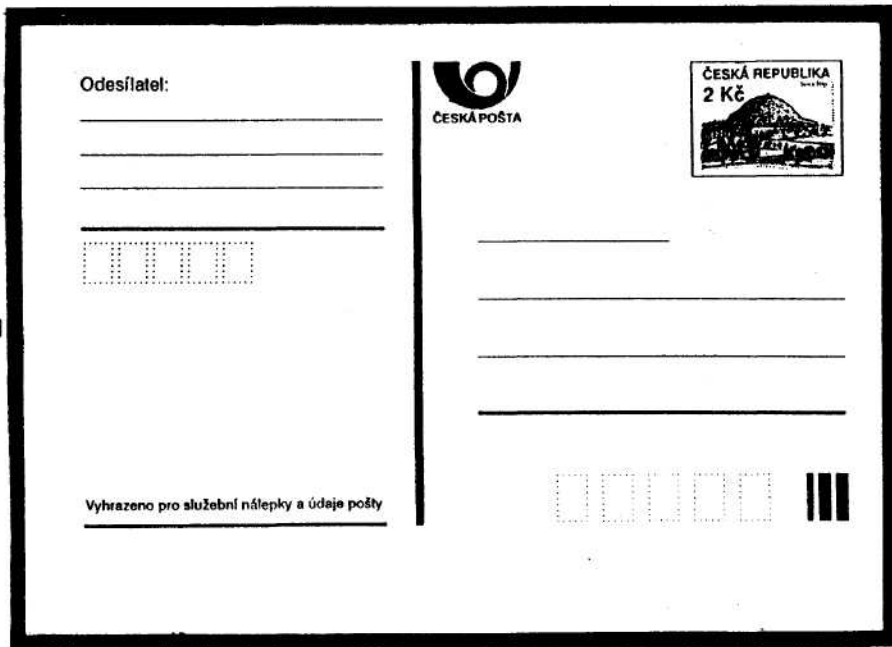 Odesílatel:
Vyhrazeno pro služební nálepky a údaje pošty
ČESKÁ POŠTA
ČESKÁ REPUBLIKA
2 Kč